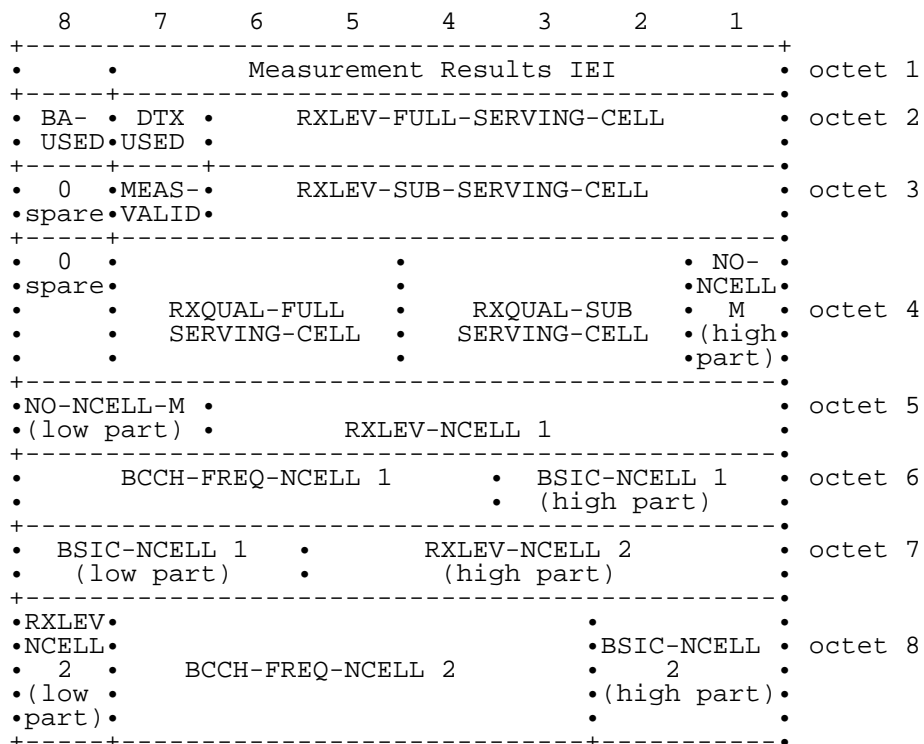 8 7 6 5 4 3 2 1
Measurement Results IEI octet 1
BA- DTX RXLEV-FULL-SERVING-CELL octet 2
USED USED
0 MEAS- RXLEV-SUB-SERVING-CELL octet 3
spare VALID
0 NO-
spare NCELL
RXQUAL-FULL RXQUAL-SUB M octet 4
SERVING-CELL SERVING-CELL (high
part)
NO-NCELL-M octet 5
(low part) RXLEV-NCELL 1
BCCH-FREQ-NCELL 1 BSIC-NCELL 1 octet 6
(high part)
BSIC-NCELL 1 RXLEV-NCELL 2 octet 7
(low part) (high part)
RXLEV
NCELL BSIC-NCELL octet 8
2 BCCH-FREQ-NCELL 2 2
(low (high part)
part)